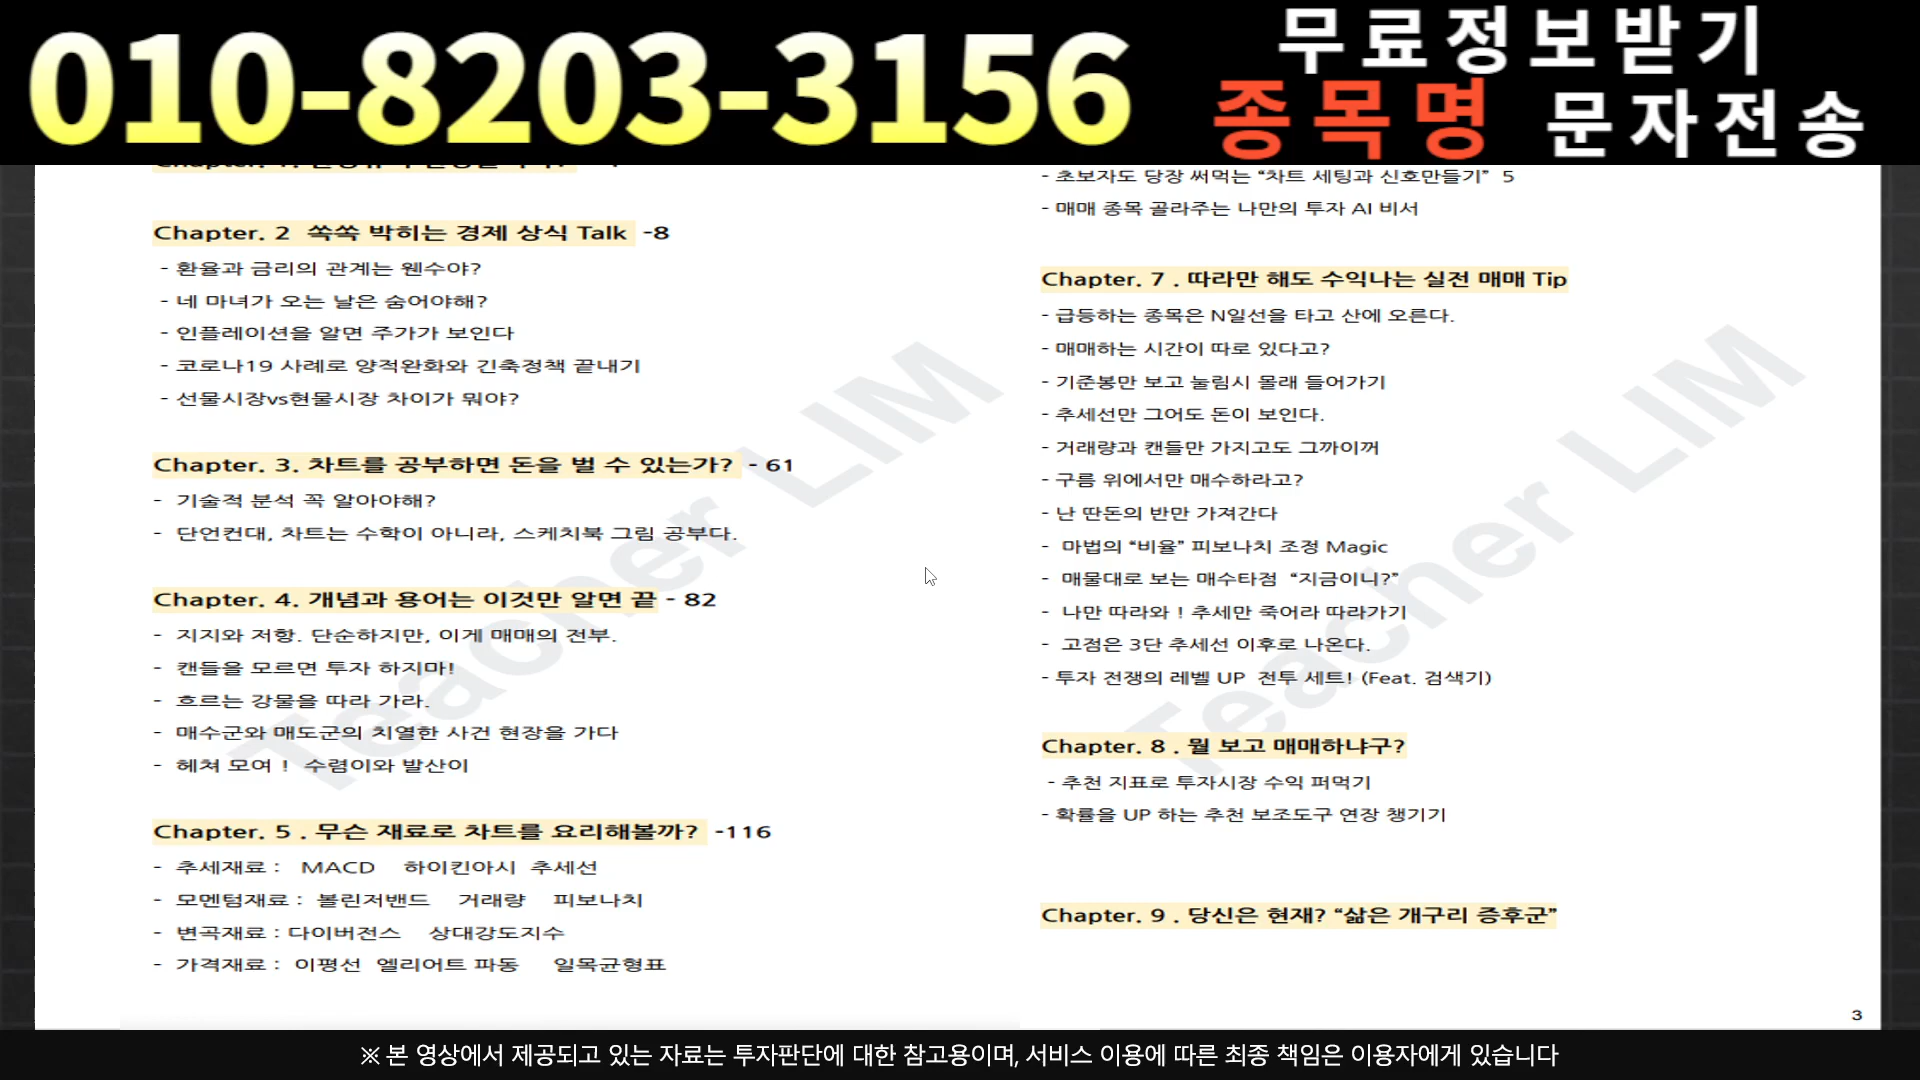 010-8203-3156
무료정보받기
종목명 문자전송
Chapter. 2 쏙쏙 박히는 경제 상식 Talk -8
- 환율과 금리의 관계는 웬수야?
- 네 마녀가 오는 날은 숨어야해?
- 인플레이션을 알면 주가가 보인다
- 코로나19 사례로 양적완화와 긴축정책 끝내기
- 선물시장vs현물시장 차이가 뭐야?
Chapter. 3. 차트를 공부하면 돈을 벌 수 있는가? - 61
- 기술적 분석 꼭 알아야해?
- 단언컨대, 차트는 수학이 아니라, 스케치북 그림 공부다.
Chapter. 4. 개념과 용어는 이것만 알면 끝 - 82
- 지지와 저항. 단순하지만, 이게 매매의 전부.
- 캔들을 모르면 투자 하지마!
- 흐르는 강물을 따라 가라.
- 매수군와 매도군의 치열한 사건 현장을 가다
- 헤쳐 모여 ! 수렴이와 발산이
Chapter. 5 . 무슨 재료로 차트를 요리해볼까? -116
- 추세재료 : MACD 하이킨아시 추세선
- 모멘텀재료 : 볼린저밴드 거래량 피보나치
- 변곡재료 : 다이버전스 상대강도지수
- 가격재료 : 이평선 엘리어트 파동 일목균형표
- 초보자도 당장 써먹는 “차트 세팅과 신호만들기” 5
- 매매 종목 골라주는 나만의 투자 AI 비서
Chapter. 7 . 따라만 해도 수익나는 실전 매매 Tip
- 급등하는 종목은 N일선을 타고 산에 오른다.
- 매매하는 시간이 따로 있다고?
- 기준봉만 보고 눌림시 몰래 들어가기
- 추세선만 그어도 돈이 보인다.
- 거래량과 캔들만 가지고도 그까이꺼
- 구름 위에서만 매수하라고?
- 난 딴돈의 반만 가져간다
- 마법의 “비율” 피보나치 조정 Magic
- 매물대로 보는 매수타점 “지금이니?”
- 나만 따라와 ! 추세만 죽어라 따라가기
- 고점은 3단 추세선 이후로 나온다.
- 투자 전쟁의 레벨 UP 전투 세트! (Feat. 검색기)
Chapter. 8 . 뭘 보고 매매하냐구?
- 추천 지표로 투자시장 수익 퍼먹기
- 확률을 UP 하는 추천 보조도구 연장 챙기기
Chapter. 9 . 당신은 현재? “삶은 개구리 증후군”
Teacher LIM
Teacher LIM
3
※ 본 영상에서 제공되고 있는 자료는 투자판단에 대한 참고용이며, 서비스 이용에 따른 최종 책임은 이용자에게 있습니다